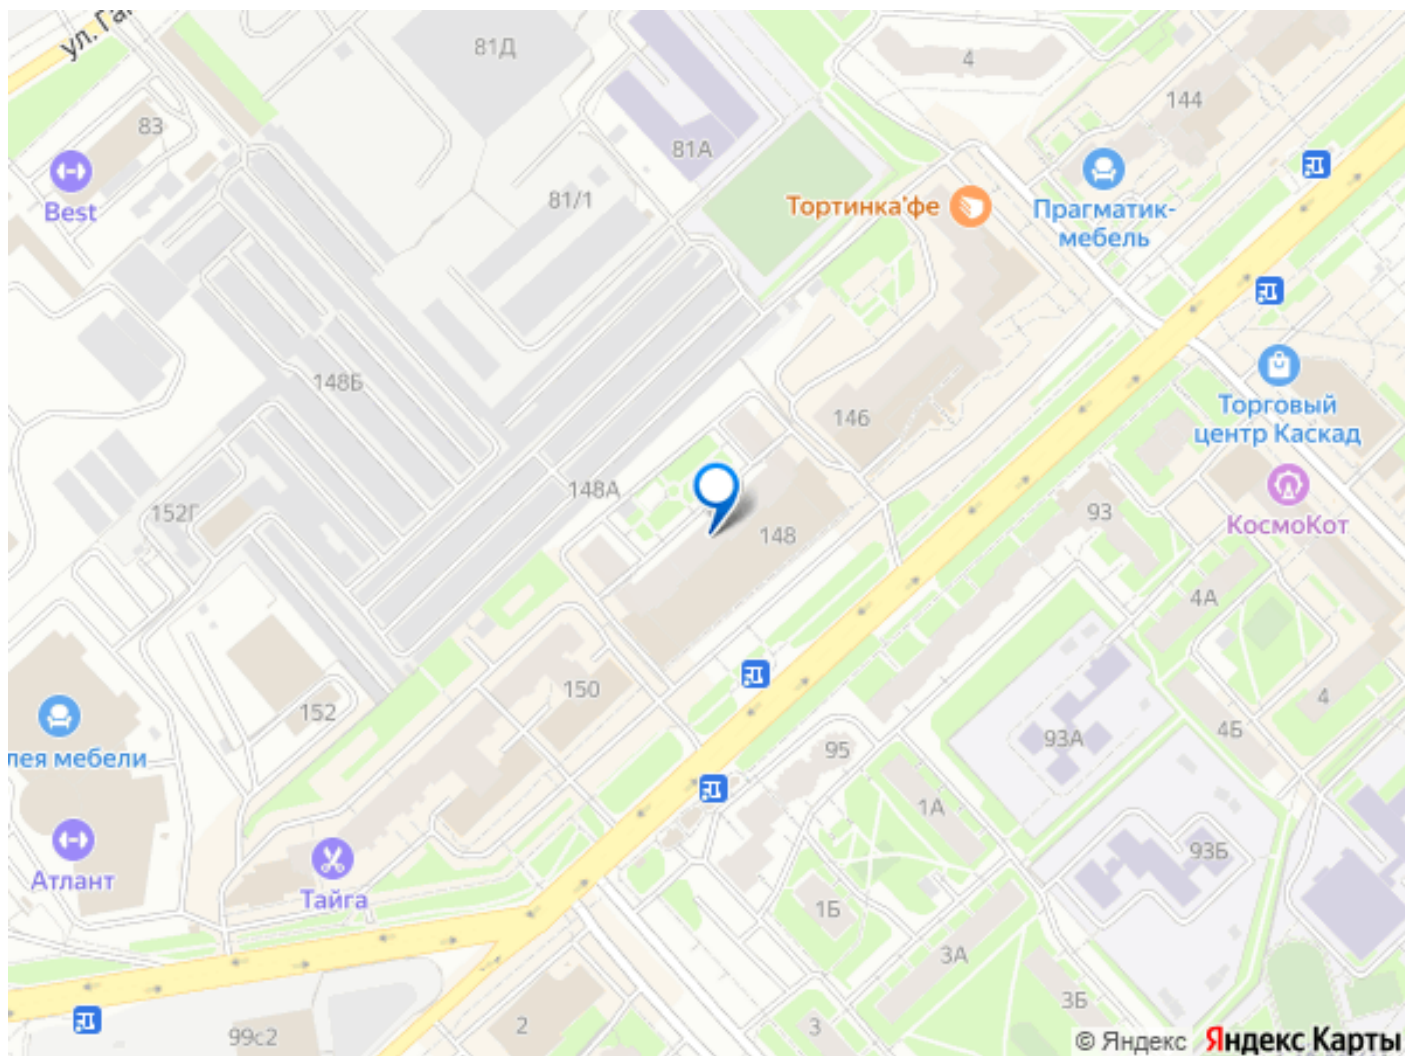 ул. Га
81Д
4
144
83
81А
Best
81/1
Тортинка'фе
Прагматик-
мебель
148Б
146
Торговый
центр Каскад
148А
152Г
148
93
КосмоКот
4А
150
152
4
4Б
93А
95
лея мебели
1А
93Б
Атлант
Тайга
1Б
3А
3Б
2
3
99с2
© Яндекс Яндекс Карты